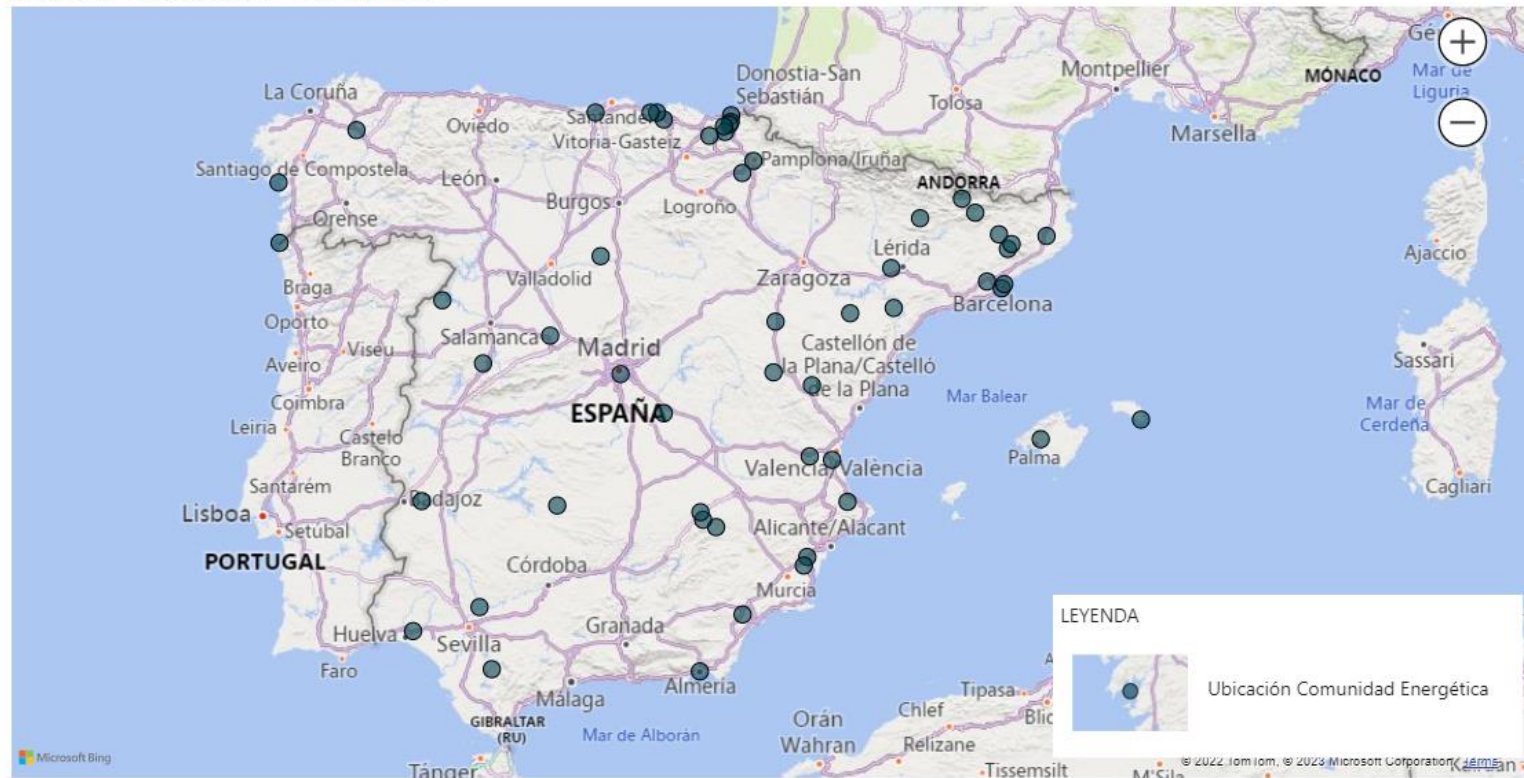 Gé
Montpellier
MÓNACO
Mar de
Liguria
Donostia-San
Sebastián
La Coruña
Tolosa
Santander
Oviedo
Marsella
Vitoria-Gasteiz
Pamplona/Iruña
Santiago de Compostela
León
ANDORRA
Burgos
Logroño
Orense
Lérida
Ajaccio
Valladolid
Zaragoza
Braga
Barcelona
Oporto
Salamanca
Castellón de
la Plana/Castelló
de la Plana
Madrid
Viseu
Aveiro
Sassari
Coimbra
Mar Balear
ESPAÑA
Mar de
Cerdeña
Leiria
Castelo
Branco
Palma
Valencia/València
Santarém
Cagliari
Badajoz
Lisboa
Setúbal
Alicante/Alacant
PORTUGAL
Córdoba
Murcia
LEYENDA
Huelva
Sevilla
Granada
Faro
Almería
Málaga
Tipasa
Ubicación Comunidad Energética
Chlef
Blic
GIBRALTAR
(RU)
Orán
Wahran
Mar de Alborán
Relizane
Microsoft Bing
© 2022 TomTom, © 2023 Microsoft Corporation, Terms
Tánger
Tissemsilt
M'Sila